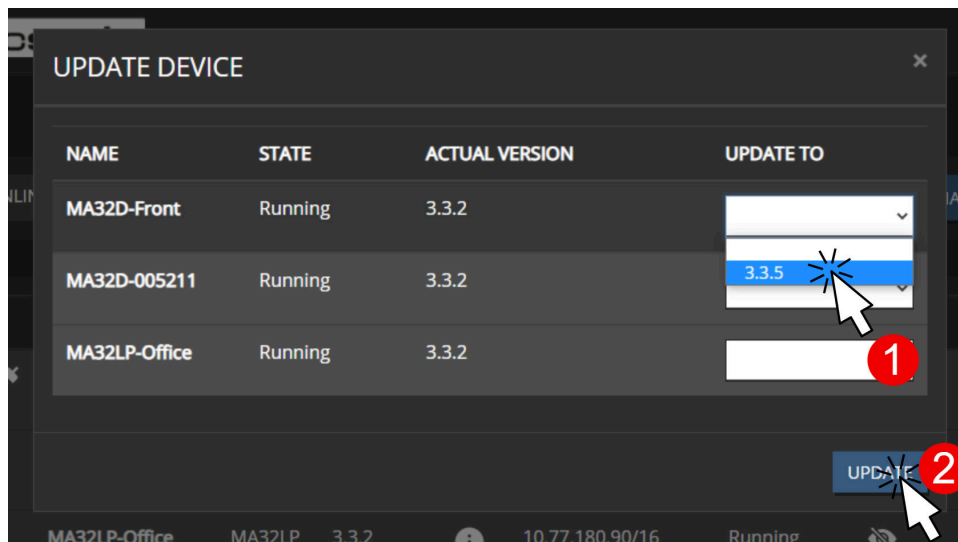 UPDATE DEVICE
×
NAME STATE ACTUAL VERSION UPDATE TO
MA32D-Front Running 3.3.2
3.3.5
MA32D-005211 Running 3.3.2
MA32LP-Office Running 3.3.2
1
UPDATE
2
MA32LP-Office MA32LP 3.3.2 10.77.180.90/16 Running